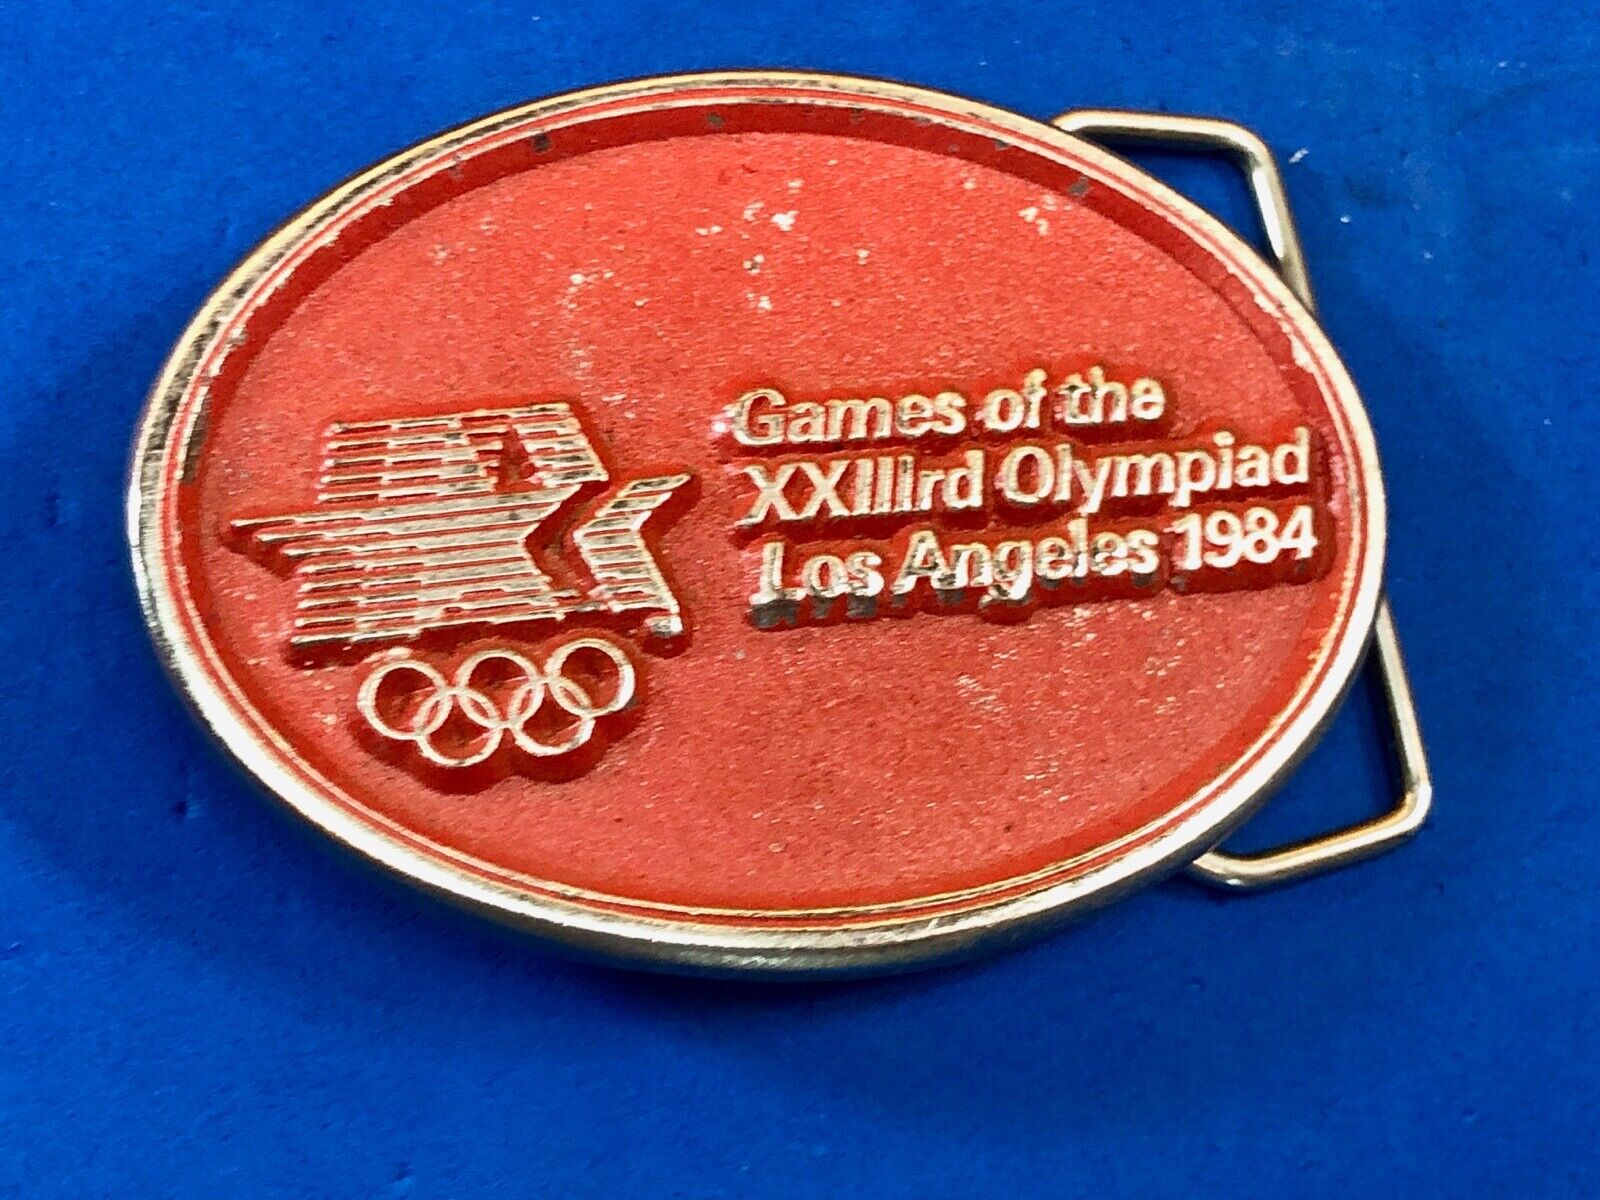 Games of the
XXIIIrd Olympiad
Los Angeles 1984